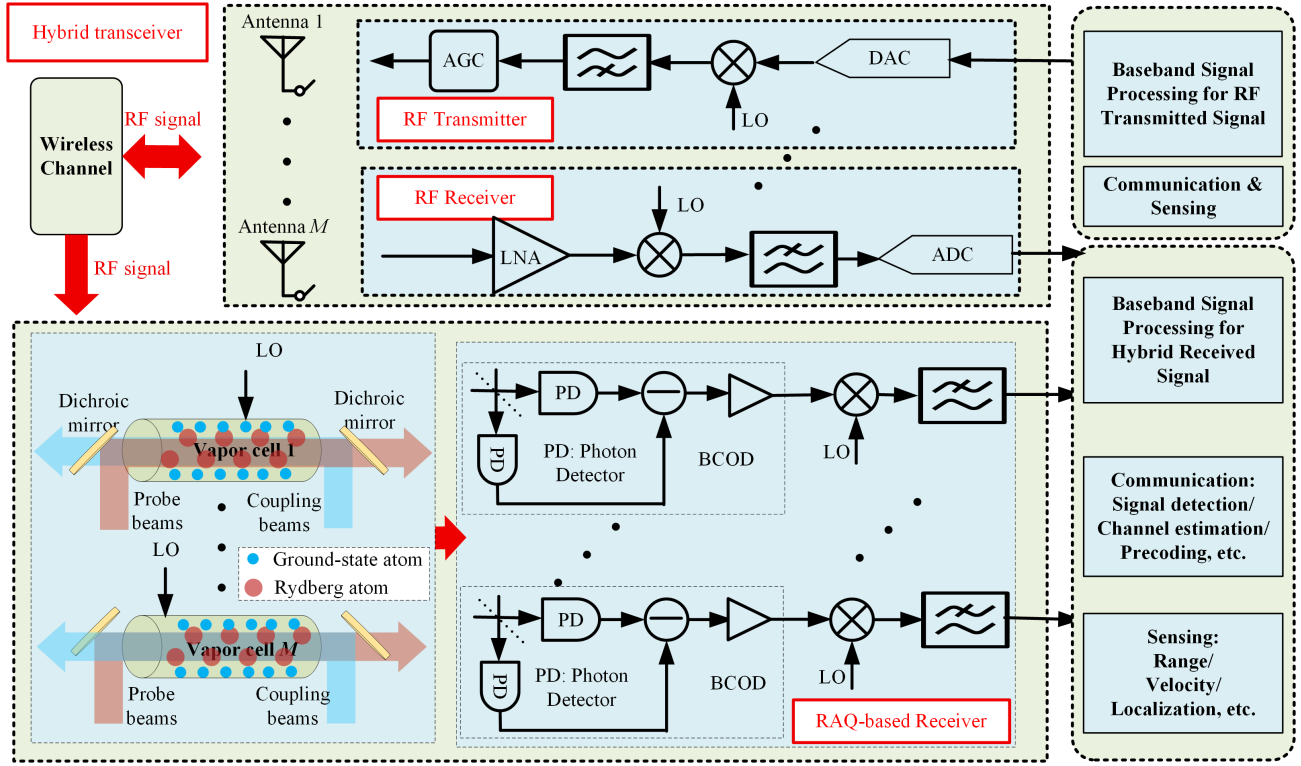 Hybrid transceiver
Wireless
Channel
RF signal
RF signal
Antenna 1
Antenna M
AGC
LO
DAC
RF Transmitter
RF Receiver
LNA
LO
ADC
Baseband Signal
Processing for RF
Transmitted Signal
Communication &
Sensing
Baseband Signal
Processing for
Hybrid Received
Signal
Communication:
Signal detection/
Channel estimation/
Precoding, etc.
Sensing:
Range/
Velocity/
Localization, etc.
LO
Dichroic
mirror
Dichroic
mirror
Vapor cell 1
Probe
beams
Coupling
beams
LO
Ground-state atom
Rydberg atom
Vapor cell M
Probe
beams
Coupling
beams
PD
PD
PD: Photon
Detector
BCOD
LO
PD
PD
PD: Photon
Detector
BCOD
LO
RAQ-based Receiver